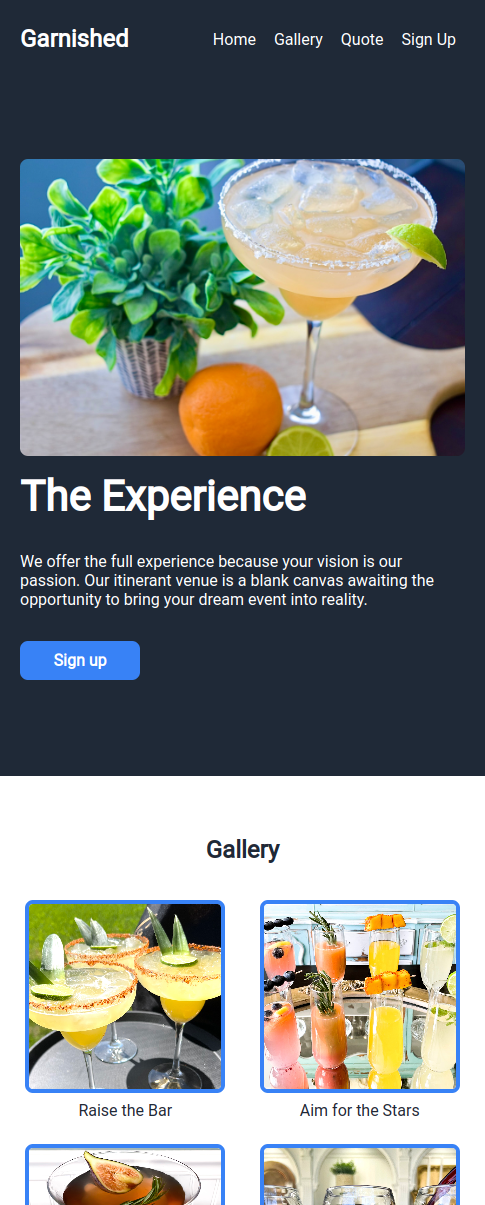 Garnished
Home Gallery Quote Sign Up
The Experience
We offer the full experience because your vision is our
passion. Our itinerant venue is a blank canvas awaiting the
opportunity to bring your dream event into reality.
Sign up
Gallery
Raise the Bar
Aim for the Stars